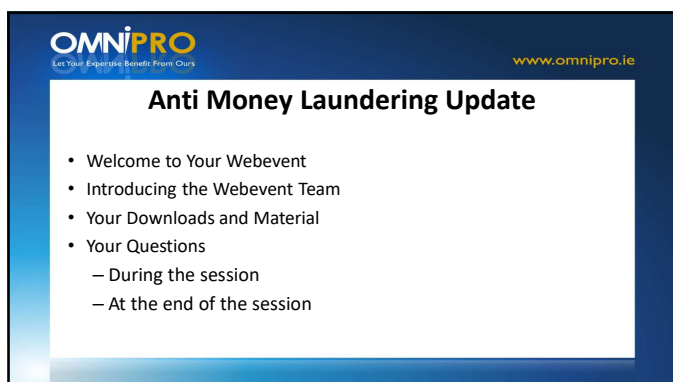 OMNIPRO
Let Your Expertise Benefit From Ours
www.omnipro.ie
Anti Money Laundering Update
• Welcome to Your Webevent
• Introducing the Webevent Team
• Your Downloads and Material
• Your Questions
– During the session
– At the end of the session